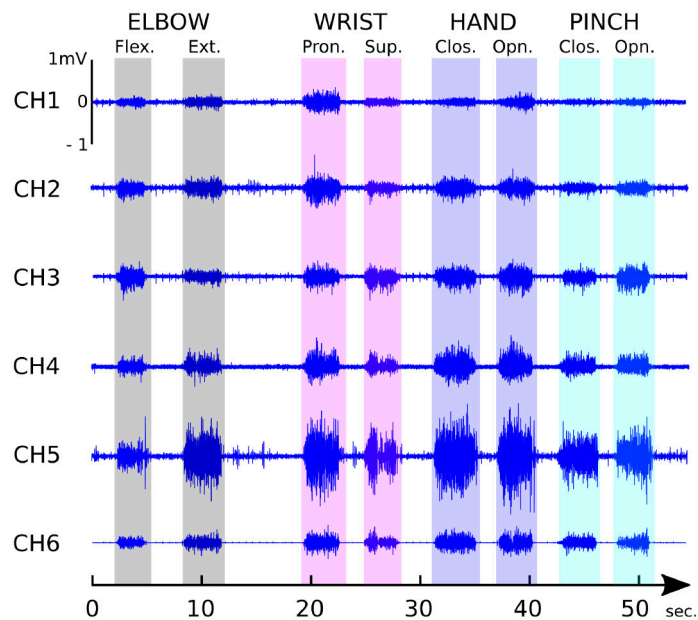 ELBOW WRIST HAND PINCH
Flex. Ext. Pron. Sup. Clos. Opn. Clos. Opn.
1mV
CH1 0
- 1
CH2
CH3
CH4
CH5
CH6
0 10 20 30 40 50 sec.